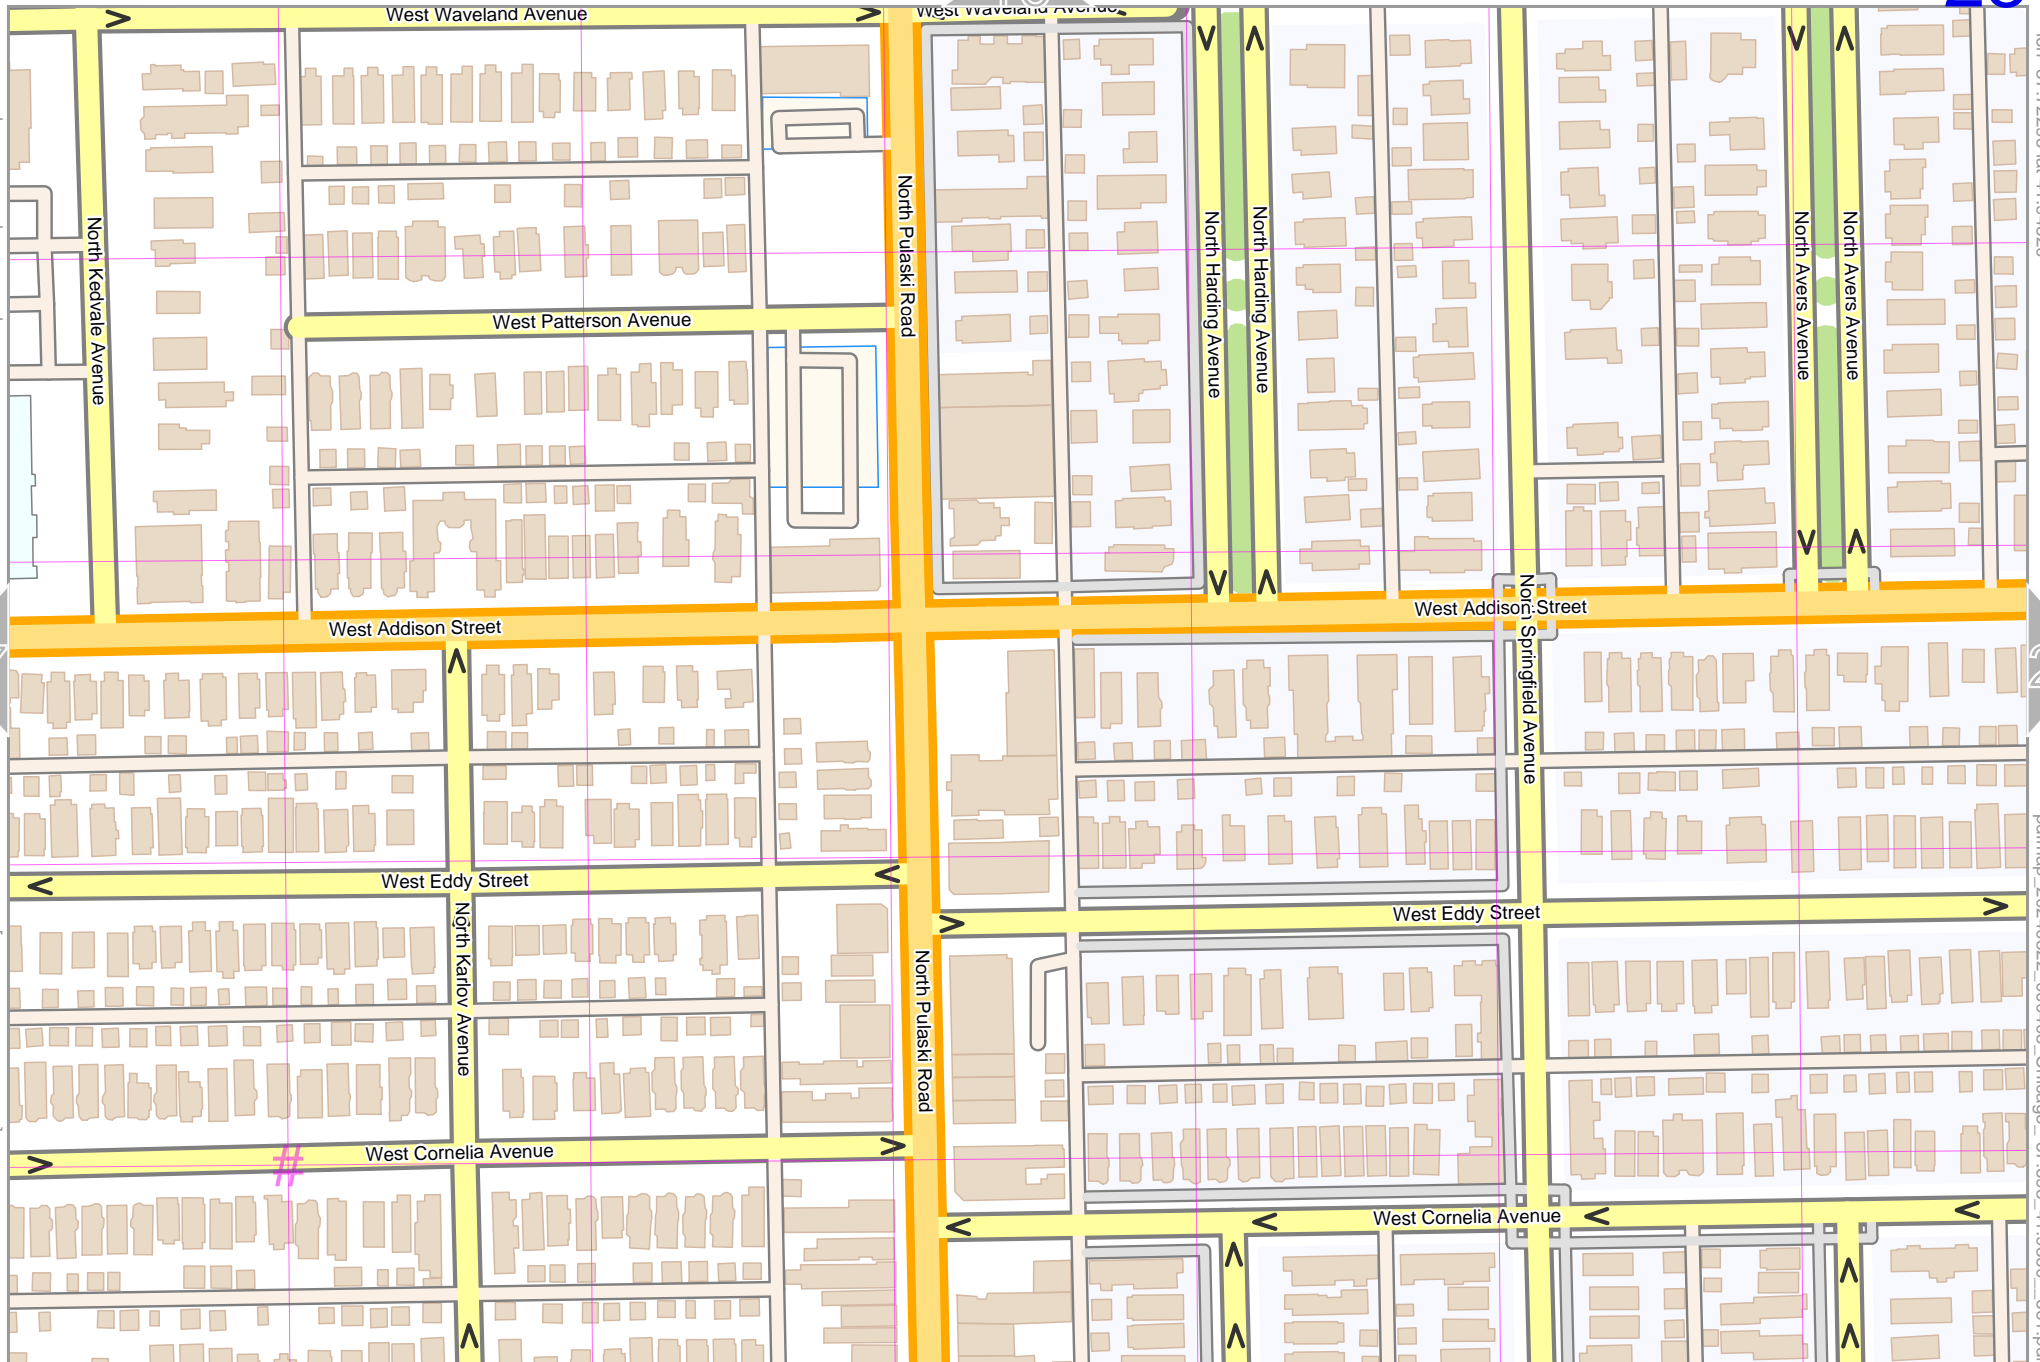 West Waveland Avenue
West Waveland Avenue
North Kedvale Avenue
North Pulaski Road
North Harding Avenue
North Harding Avenue
North Avers Avenue
North Avers Avenue
West Patterson Avenue
West Addison Street
West Addison Street
North Springfield Avenue
West Eddy Street
West Eddy Street
North Karlov Avenue
North Pulaski Road
West Cornelia Avenue
#
West Cornelia Avenue